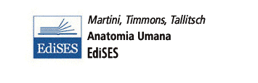 Martini, Timmons, Tallitsch
Anatomia Umana
EdiSES
EdiSES